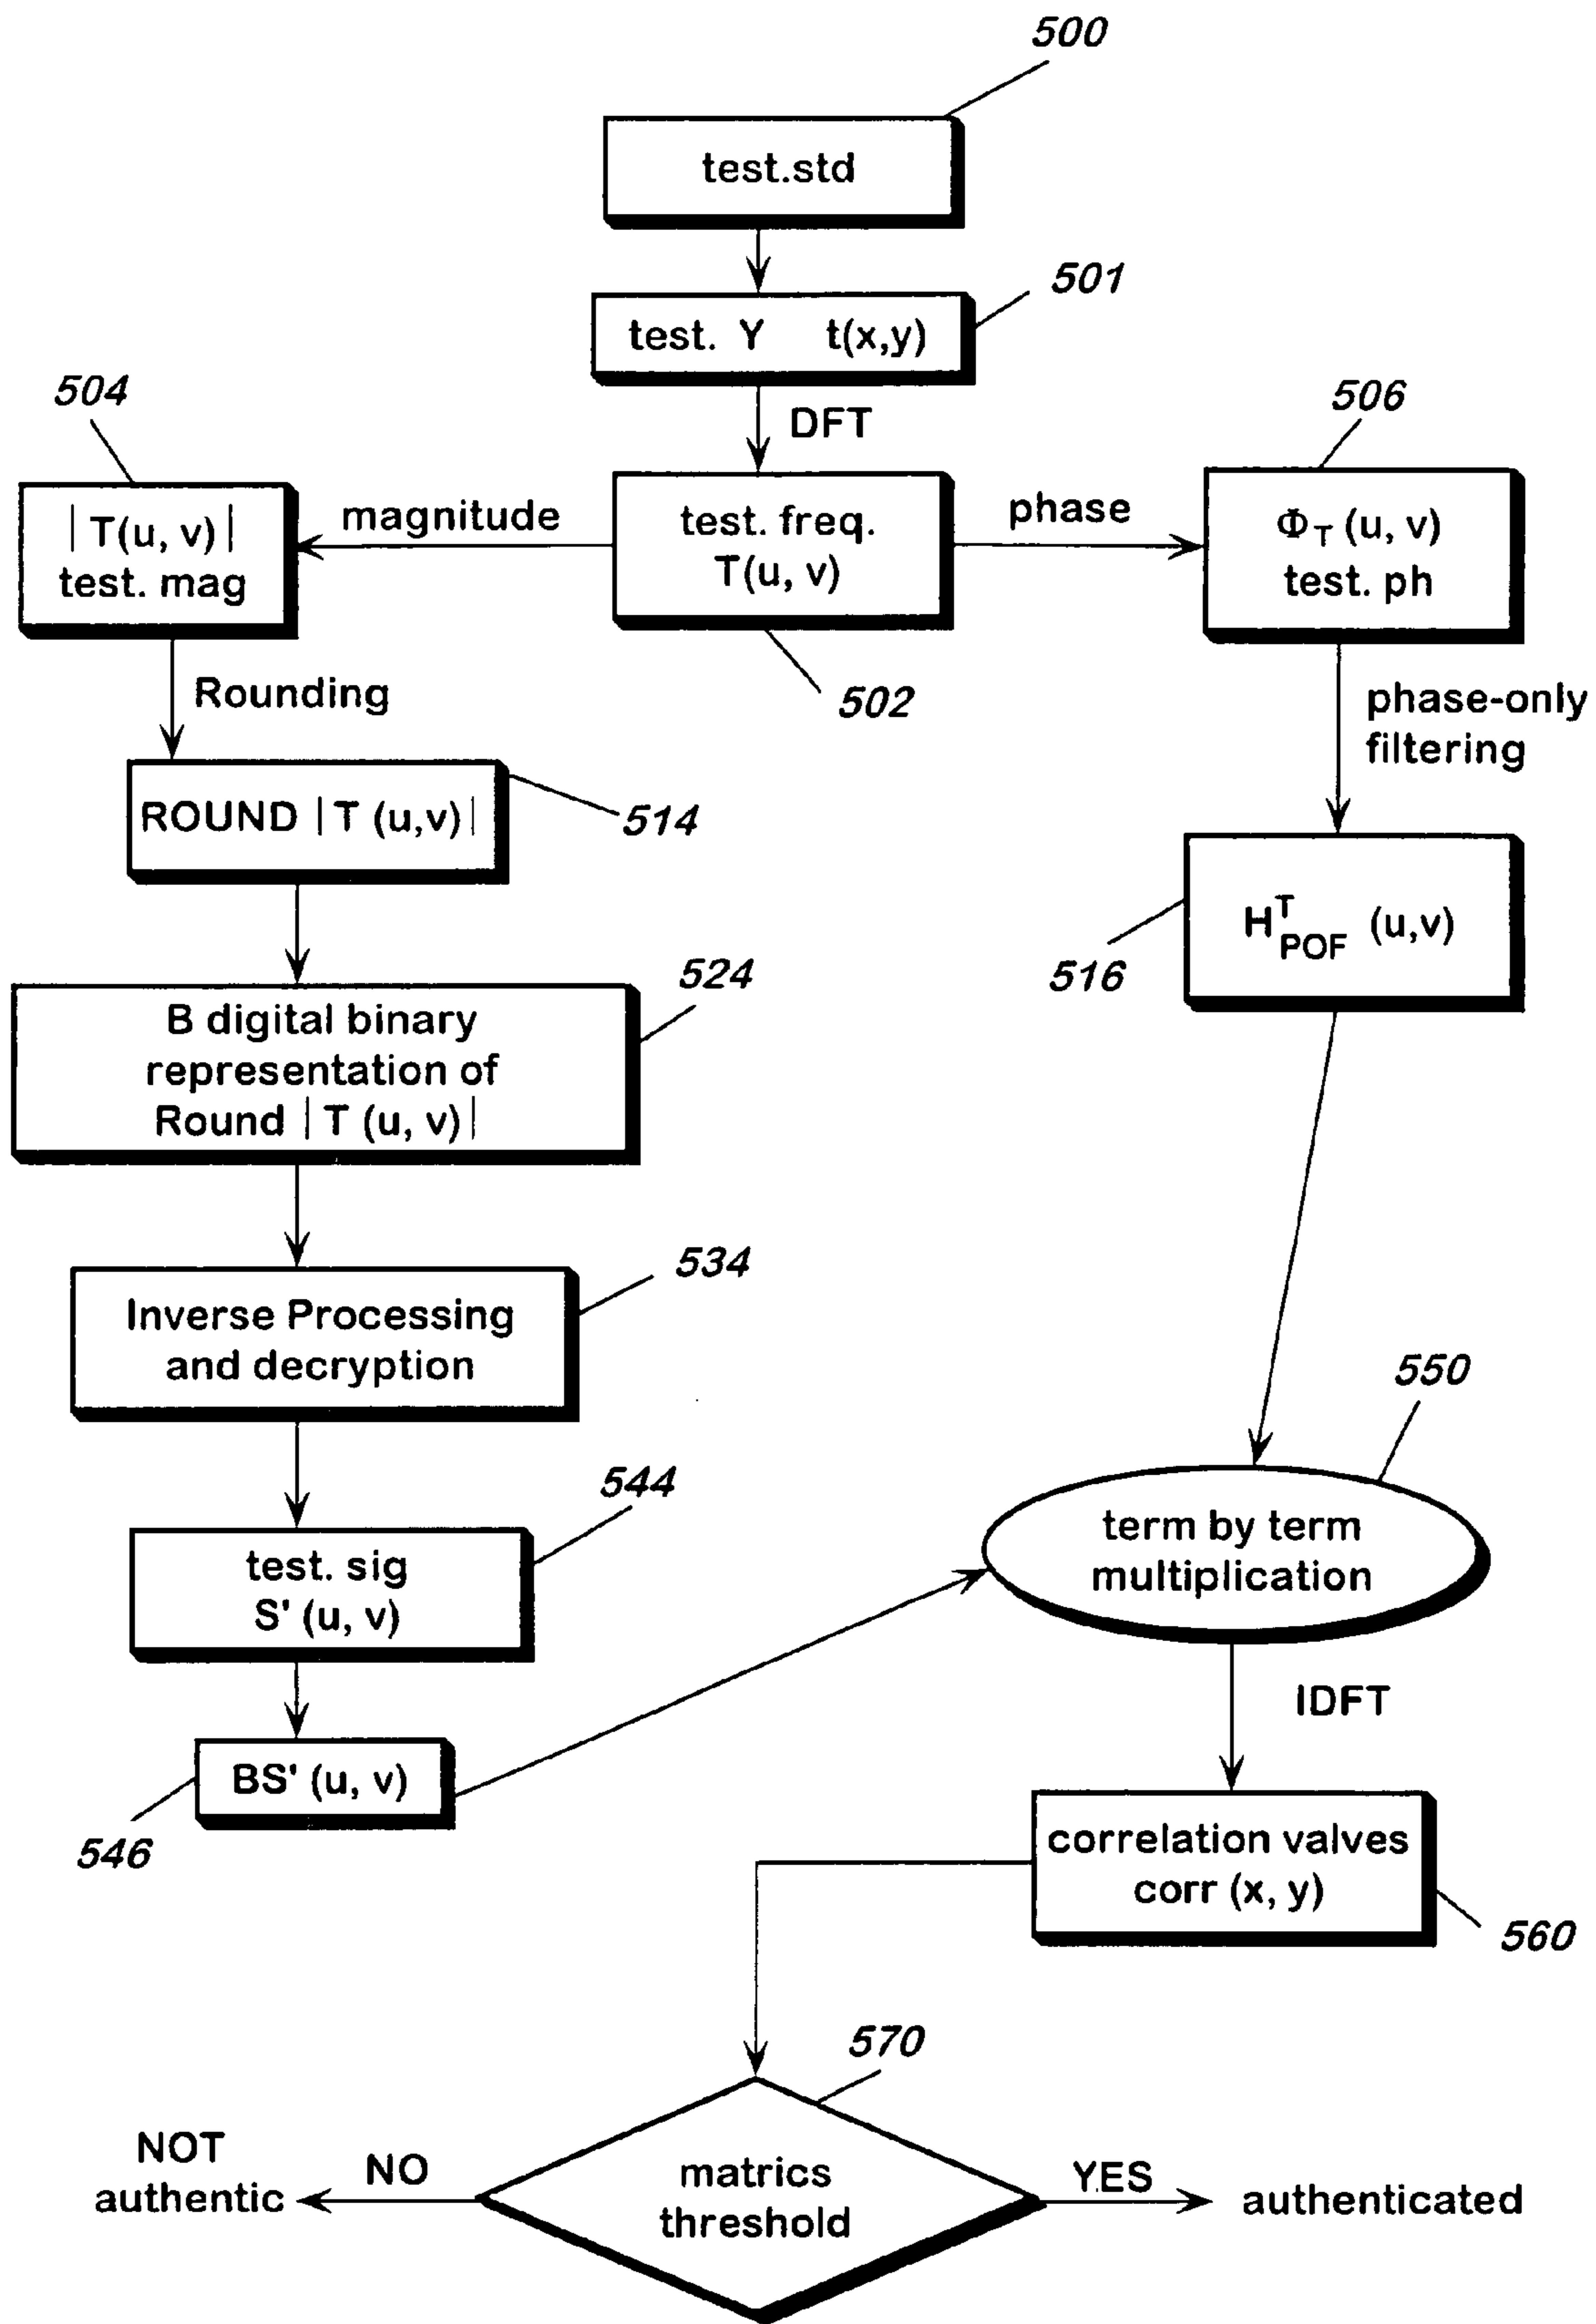 500
test.std
501
test. Y t(x,y)
DFT
504
506
|T(u, v)|
test. mag
magnitude
test. freq.
T(u, v)
phase
ΦT (u, v)
test. ph
502
Rounding
phase-only
filtering
ROUND |T (u,v)|
514
H^T_POF (u,v)
516
524
B digital binary
representation of
Round |T (u, v)|
534
Inverse Processing
and decryption
550
544
term by term
multiplication
test. sig
S' (u, v)
IDFT
BS' (u, v)
546
correlation valves
corr (x, y)
560
570
NOT
authentic
NO
matrics
threshold
YES
authenticated